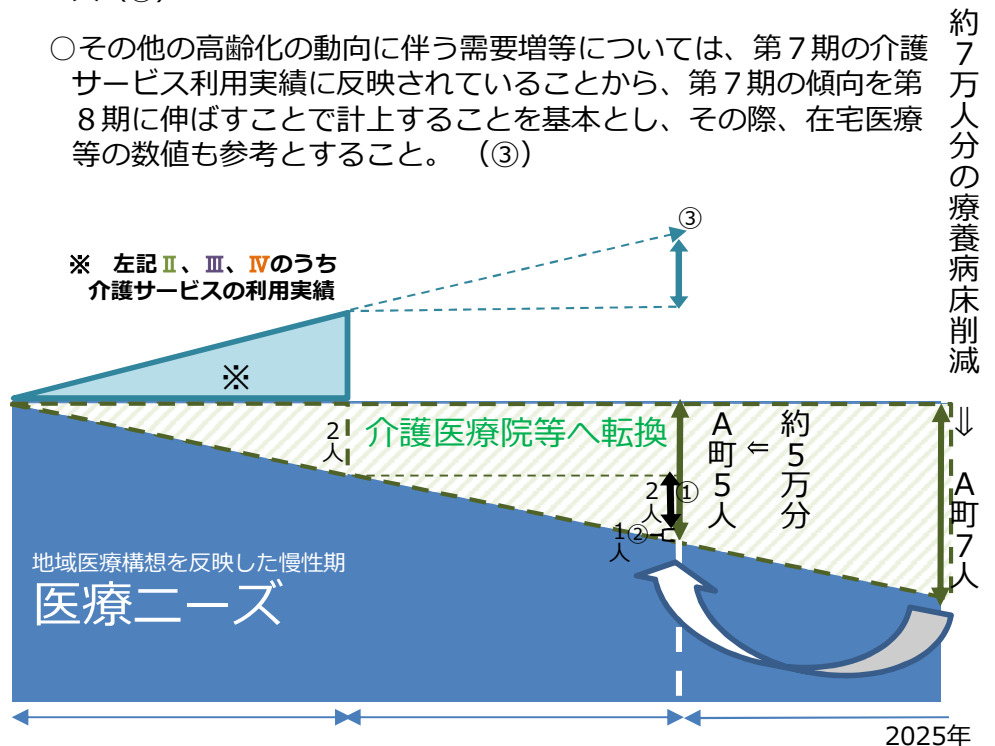 ○その他の高齢化の動向に伴う需要増等については、第７期の介護
サービス利用実績に反映されていることから、第７期の傾向を第
８期に伸ばすことで計上することを基本とし、その際、在宅医療
等の数値も参考とすること。 （③）
約７万人分の療養病床削減 ⇒ A町７人
③
※ 左記Ⅱ、Ⅲ、Ⅳのうち
介護サービスの利用実績
※
2人
介護医療院等へ転換
2人
①
1人
②
A町５人
⇐
約５万分
地域医療構想を反映した慢性期
医療ニーズ
2025年